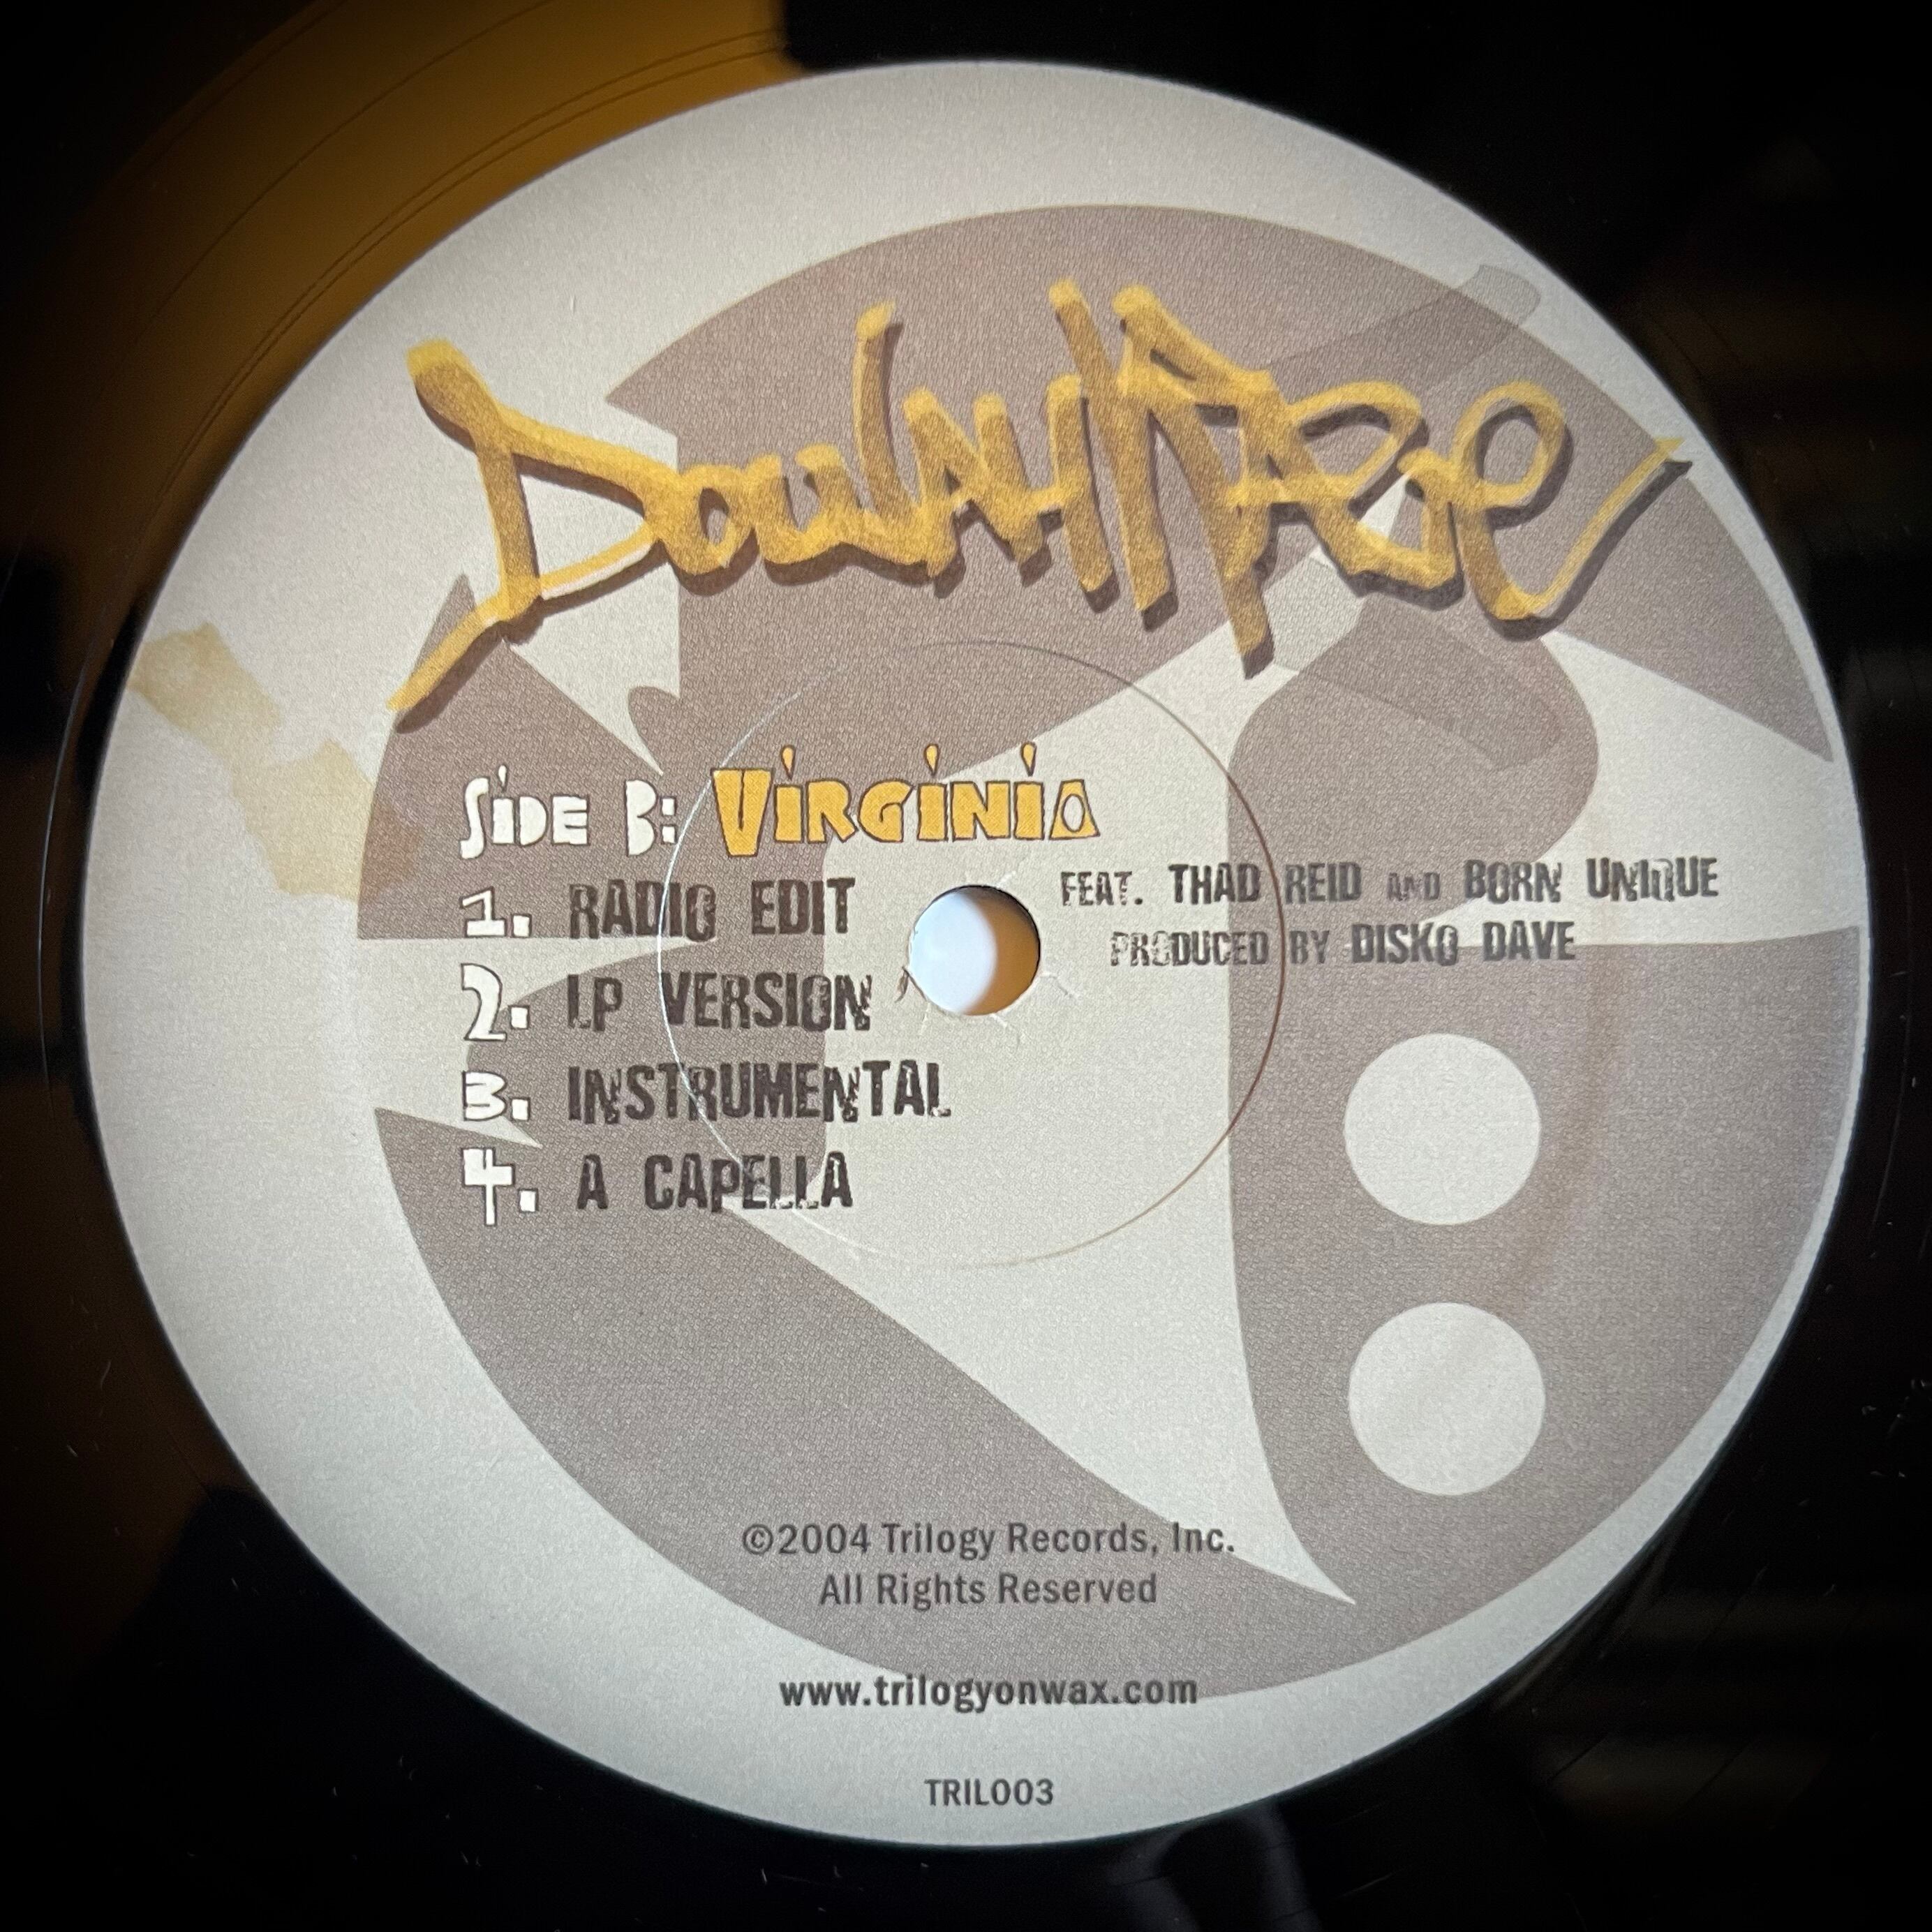 DoujahRaze
SiDE B: ViRGiNiA
1. RADIO EDIT
FEAT. THAD REID AND BORN UNIQUE
PRODUCED BY DISKO DAVE
2. LP VERSION
3. INSTRUMENTAL
4. A CAPELLA
©2004 Trilogy Records, Inc.
All Rights Reserved
www.trilogyonwax.com
TRIL003